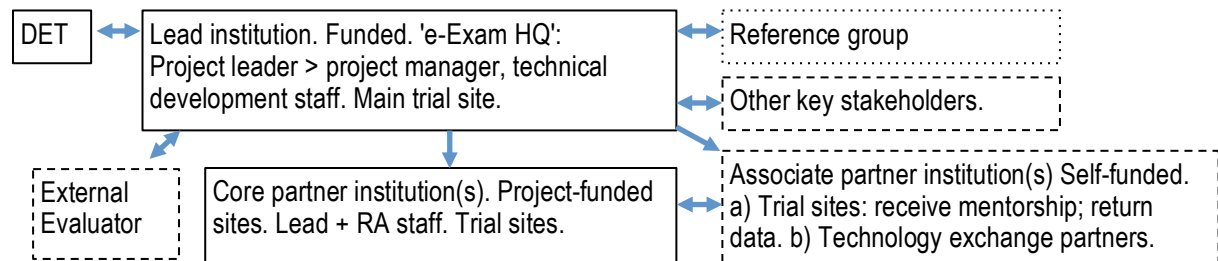 DET
Lead institution. Funded. 'e-Exam HQ':
Project leader > project manager, technical
development staff. Main trial site.
Reference group
Other key stakeholders.
External
Evaluator
Core partner institution(s). Project-funded
sites. Lead + RA staff. Trial sites.
Associate partner institution(s) Self-funded.
a) Trial sites: receive mentorship; return
data. b) Technology exchange partners.